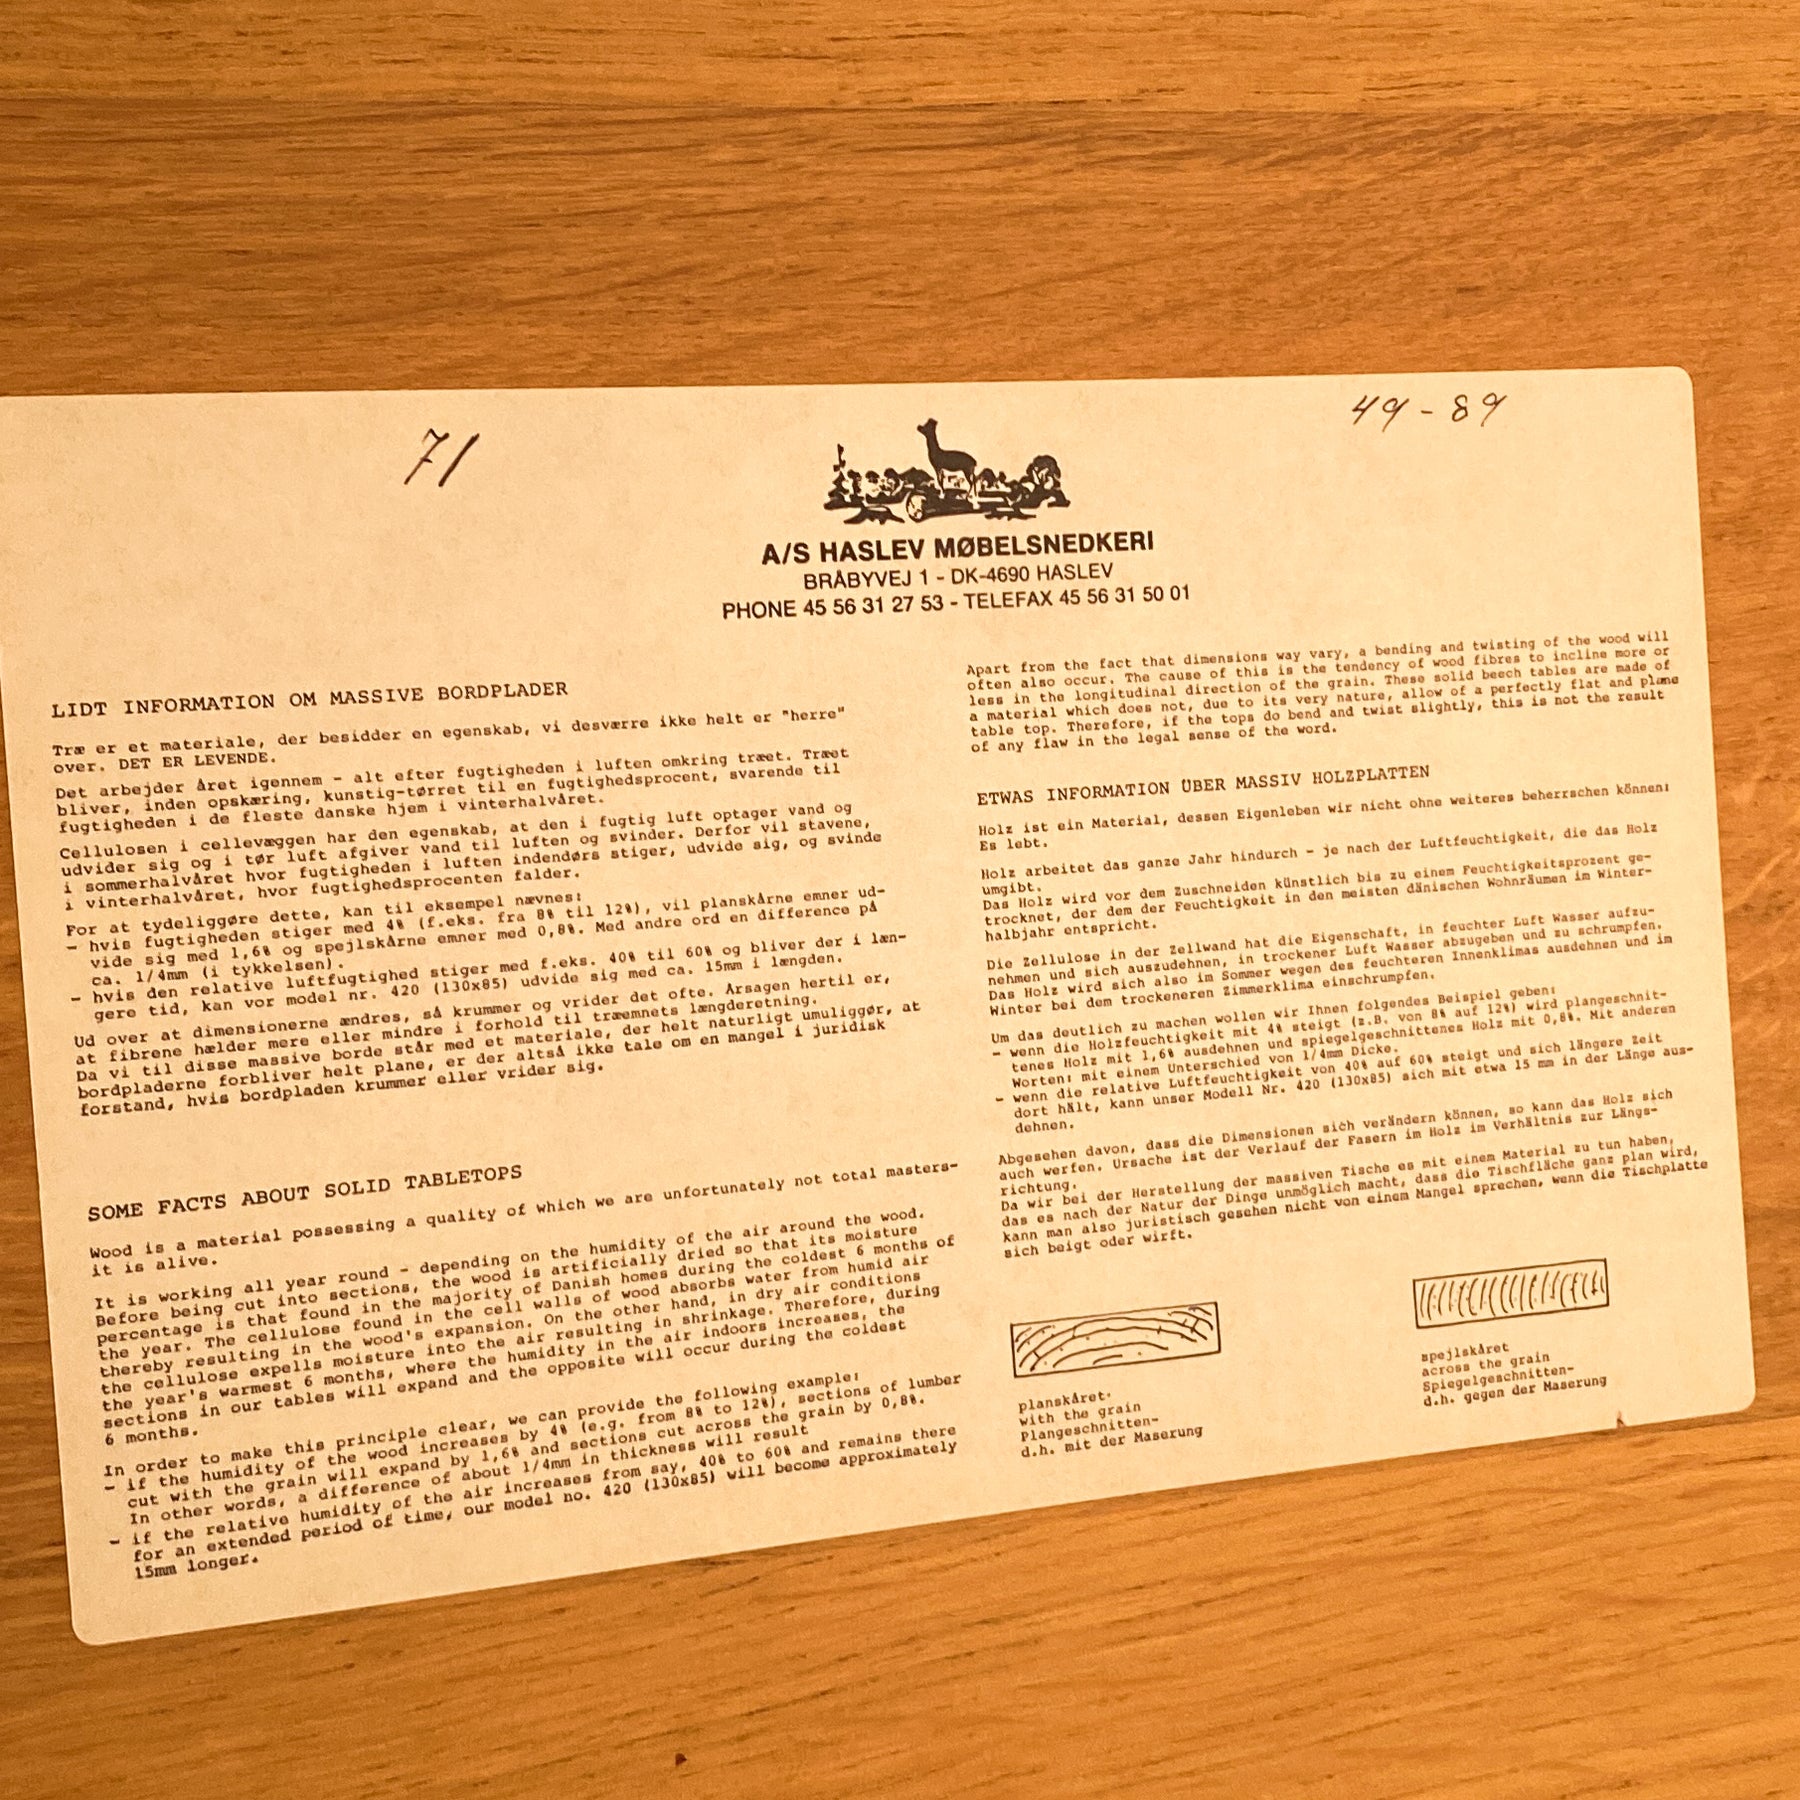 71
49-89
A/S HASLEV MØBELSNEDKERI
BRÅBYVEJ 1 - DK-4690 HASLEV
PHONE 45 56 31 27 53 - TELEFAX 45 56 31 50 01
LIDT INFORMATION OM MASSIVE BORDPLADER
Træ er et materiale, der besidder en egenskab, vi desværre ikke helt er "herre"
over. DET ER LEVENDE.
Det arbejder året igennem - alt efter fugtigheden i luften omkring træet. Træet
bliver, inden opskæring, kunstig-tørret til en fugtighedsprocent, svarende til
fugtigheden i de fleste danske hjem i vinterhalvåret.
Cellulosen i cellevæggen har den egenskab, at den i fugtig luft optager vand og
udvider sig og i tør luft afgiver vand til luften og svinder. Derfor vil stavene,
i sommerhalvåret hvor fugtigheden i luften indendørs stiger, udvide sig, og svinde
i vinterhalvåret, hvor fugtighedsprocenten falder.
For at tydeliggøre dette, kan til eksempel nævnes:
- hvis fugtigheden stiger med 4% (f.eks. fra 8% til 12%), vil planskårne emner ud-
vide sig med 1,6% og spejlskårne emner med 0,8%. Med andre ord en difference på
ca. 1/4mm (i tykkelsen).
- hvis den relative luftfugtighed stiger med f.eks. 40% til 60% og bliver der i læn-
gere tid, kan vor model nr. 420 (130x85) udvide sig med ca. 15mm i længden.
Ud over at dimensionerne ændres, så krummer og vrider det ofte. Årsagen hertil er,
at fibrene hælder mere eller mindre i forhold til træemnets længderetning.
Da vi til disse massive borde står med et materiale, der helt naturligt umuliggør, at
bordpladerne forbliver helt plane, er der altså ikke tale om en mangel i juridisk
forstand, hvis bordpladen krummer eller vrider sig.
SOME FACTS ABOUT SOLID TABLETOPS
Wood is a material possessing a quality of which we are unfortunately not total masters-
it is alive.
It is working all year round - depending on the humidity of the air around the wood.
Before being cut into sections, the wood is artificially dried so that its moisture
percentage is that found in the majority of Danish homes during the coldest 6 months of
the year. The cellulose found in the cell walls of wood absorbs water from humid air
thereby resulting in the wood's expansion. On the other hand, in dry air conditions
the cellulose expells moisture into the air resulting in shrinkage. Therefore, during
the year's warmest 6 months, where the humidity in the air indoors increases, the
sections in our tables will expand and the opposite will occur during the coldest
6 months.
In order to make this principle clear, we can provide the following example:
- if the humidity of the wood increases by 4% (e.g. from 8% to 12%), sections of lumber
cut with the grain will expand by 1,6% and sections cut across the grain by 0,8%.
In other words, a difference of about 1/4mm in thickness will result
- if the relative humidity of the air increases from say, 40% to 60% and remains there
for an extended period of time, our model no. 420 (130x85) will become approximately
15mm longer.
Apart from the fact that dimensions way vary, a bending and twisting of the wood will
often also occur. The cause of this is the tendency of wood fibres to incline more or
less in the longitudinal direction of the grain. These solid beech tables are made of
a material which does not, due to its very nature, allow of a perfectly flat and plane
table top. Therefore, if the tops do bend and twist slightly, this is not the result
of any flaw in the legal sense of the word.
ETWAS INFORMATION ÜBER MASSIV HOLZPLATTEN
Holz ist ein Material, dessen Eigenleben wir nicht ohne weiteres beherrschen können:
Es lebt.
Holz arbeitet das ganze Jahr hindurch - je nach der Luftfeuchtigkeit, die das Holz
umgibt.
Das Holz wird vor dem Zuschneiden künstlich bis zu einem Feuchtigkeitsprozent ge-
trocknet, der dem der Feuchtigkeit in den meisten dänischen Wohnräumen im Winter-
halbjahr entspricht.
Die Zellulose in der Zellwand hat die Eigenschaft, in feuchter Luft Wasser aufzu-
nehmen und sich auszudehnen, in trockener Luft Wasser abzugeben und zu schrumpfen.
Das Holz wird sich also im Sommer wegen des feuchteren Innenklimas ausdehnen und im
Winter bei dem trockeneren Zimmerklima einschrumpfen.
Um das deutlich zu machen wollen wir Ihnen folgendes Beispiel geben:
- wenn die Holzfeuchtigkeit mit 4% steigt (z.B. von 8% auf 12%) wird plangeschnit-
tenes Holz mit 1,6% ausdehnen und spiegelgeschnittenes Holz mit 0,8%. Mit anderen
Worten: mit einem Unterschied von 1/4mm Dicke.
- wenn die relative Luftfeuchtigkeit von 40% auf 60% steigt und sich längere Zeit
dort hält, kann unser Modell Nr. 420 (130x85) sich mit etwa 15 mm in der Länge aus-
dehnen.
Abgesehen davon, dass die Dimensionen sich verändern können, so kann das Holz sich
auch werfen. Ursache ist der Verlauf der Fasern im Holz im Verhältnis zur Längs-
richtung.
Da wir bei der Herstellung der massiven Tische es mit einem Material zu tun haben,
das es nach der Natur der Dinge unmöglich macht, dass die Tischfläche ganz plan wird,
kann man also juristisch gesehen nicht von einem Mangel sprechen, wenn die Tischplatte
sich beigt oder wirft.
planskåret.
with the grain
Plangeschnitten-
d.h. mit der Maserung
spejlskåret
across the grain
Spiegelgeschnitten-
d.h. gegen der Maserung